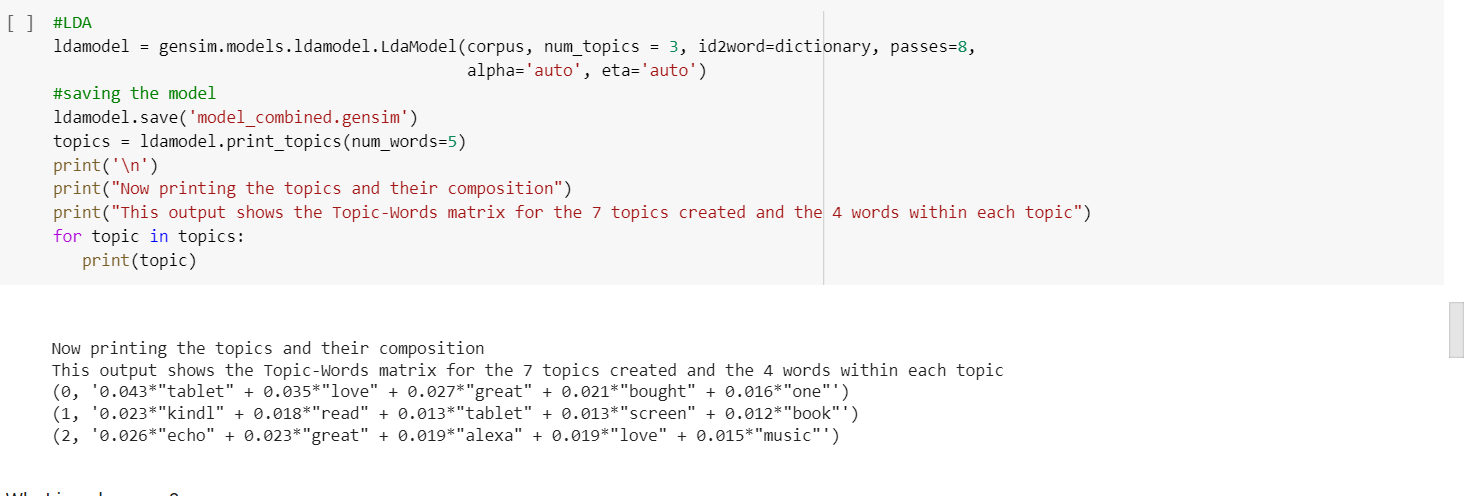 [ ] #LDA
ldamodel = gensim.models.ldamodel.LdaModel(corpus, num_topics = 3, id2word=dictionary, passes=8,
alpha='auto', eta='auto')
#saving the model
ldamodel.save('model_combined.gensim')
topics = ldamodel.print_topics(num_words=5)
print('\n')
print("Now printing the topics and their composition")
print("This output shows the Topic-Words matrix for the 7 topics created and the 4 words within each topic")
for topic in topics:
print(topic)
Now printing the topics and their composition
This output shows the Topic-Words matrix for the 7 topics created and the 4 words within each topic
(0, '0.043*"tablet" + 0.035*"love" + 0.027*"great" + 0.021*"bought" + 0.016*"one"')
(1, '0.023*"kindl" + 0.018*"read" + 0.013*"tablet" + 0.013*"screen" + 0.012*"book"')
(2, '0.026*"echo" + 0.023*"great" + 0.019*"alexa" + 0.019*"love" + 0.015*"music"')